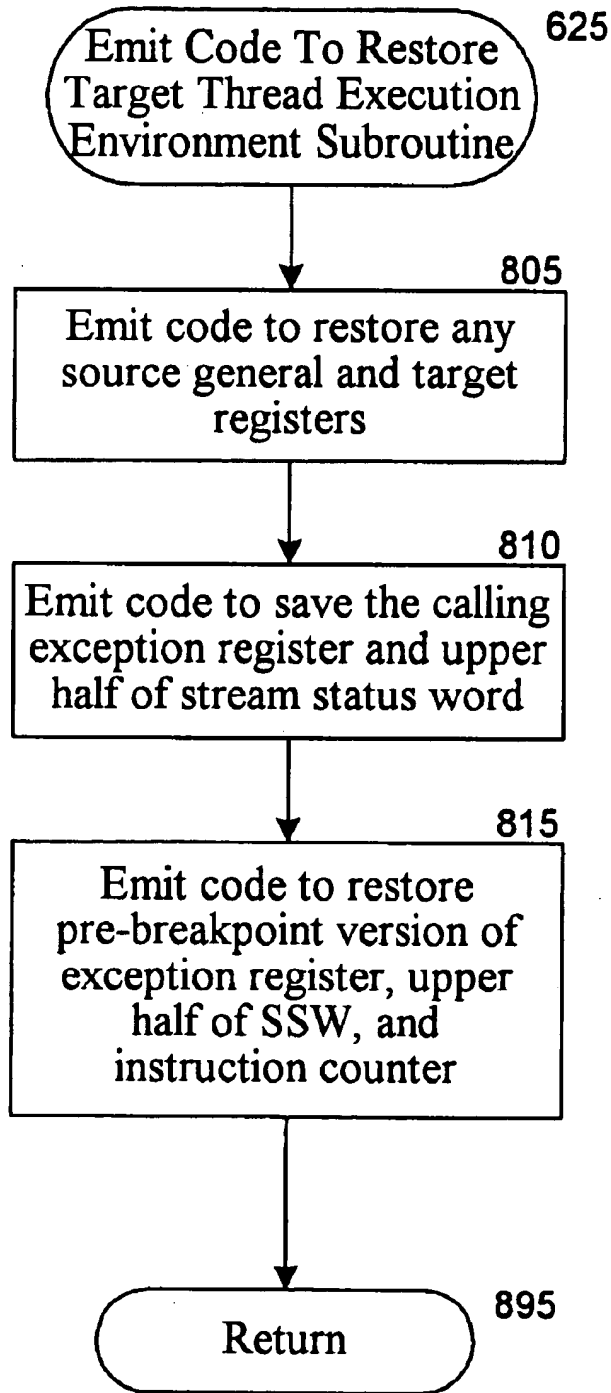 625
Emit Code To Restore
Target Thread Execution
Environment Subroutine
805
Emit code to restore any
source general and target
registers
810
Emit code to save the calling
exception register and upper
half of stream status word
815
Emit code to restore
pre-breakpoint version of
exception register, upper
half of SSW, and
instruction counter
895
Return